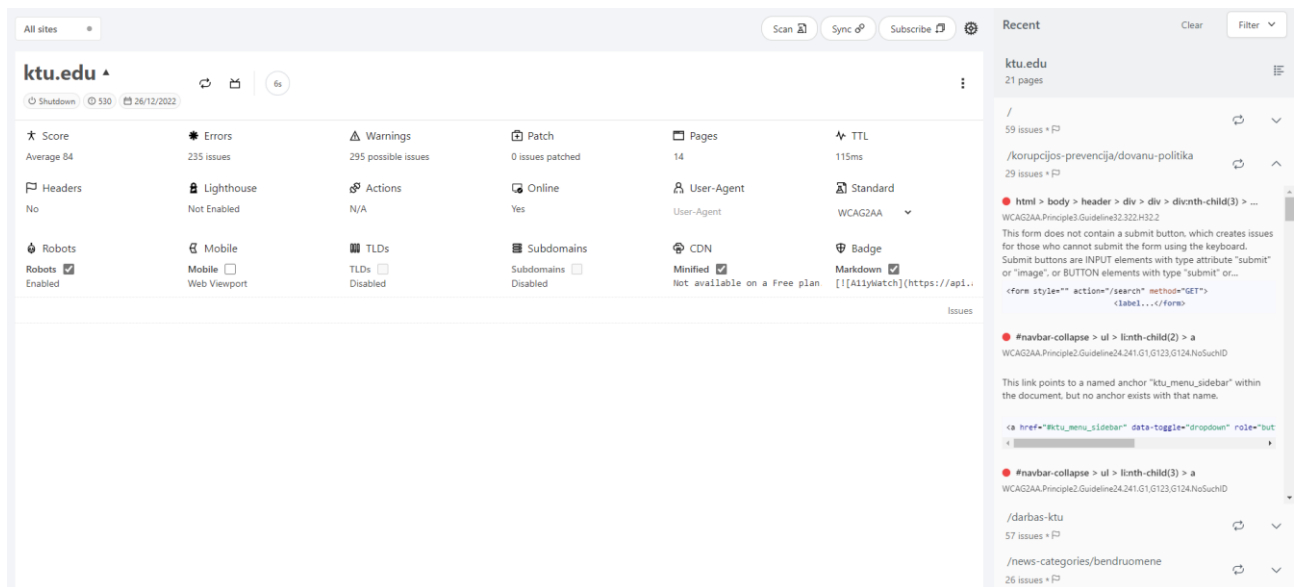 All sites
Scan
Sync
Subscribe
ktu.edu
6s
Shutdown
530
26/12/2022
Score
Average 84
Errors
235 issues
Warnings
295 possible issues
Patch
0 issues patched
Pages
14
TTL
115ms
Headers
No
Lighthouse
Not Enabled
Actions
N/A
Online
Yes
User-Agent
User-Agent
Standard
WCAG2AA
Robots
Robots
Enabled
Mobile
Mobile
Web Viewport
TLDs
TLDs
Disabled
Subdomains
Subdomains
Disabled
CDN
Minified
Not available on a Free plan
Badge
Markdown
[![A11yWatch](https://api.
Issues
Recent
Clear
Filter
ktu.edu
21 pages
/
59 issues *
/korupcijos-prevencija/dovanu-politika
29 issues *
html > body > header > div > div > div:nth-child(3) > ...
WCAG2AA.Principle3.Guideline32.322.H32.2
This form does not contain a submit button, which creates issues
for those who cannot submit the form using the keyboard.
Submit buttons are INPUT elements with type attribute "submit"
or "image", or BUTTON elements with type "submit" or...
<form style="" action="/search" method="GET">
<label...</form>
#navbar-collapse > ul > li:nth-child(2) > a
WCAG2AA.Principle2.Guideline24.241.G1,G123,G124.NoSuchID
This link points to a named anchor "ktu_menu_sidebar" within
the document, but no anchor exists with that name.
<a href="#ktu_menu_sidebar" data-toggle="dropdown" role="but
#navbar-collapse > ul > li:nth-child(3) > a
WCAG2AA.Principle2.Guideline24.241.G1,G123,G124.NoSuchID
/darbas-ktu
57 issues *
/news-categories/bendruomene
26 issues *